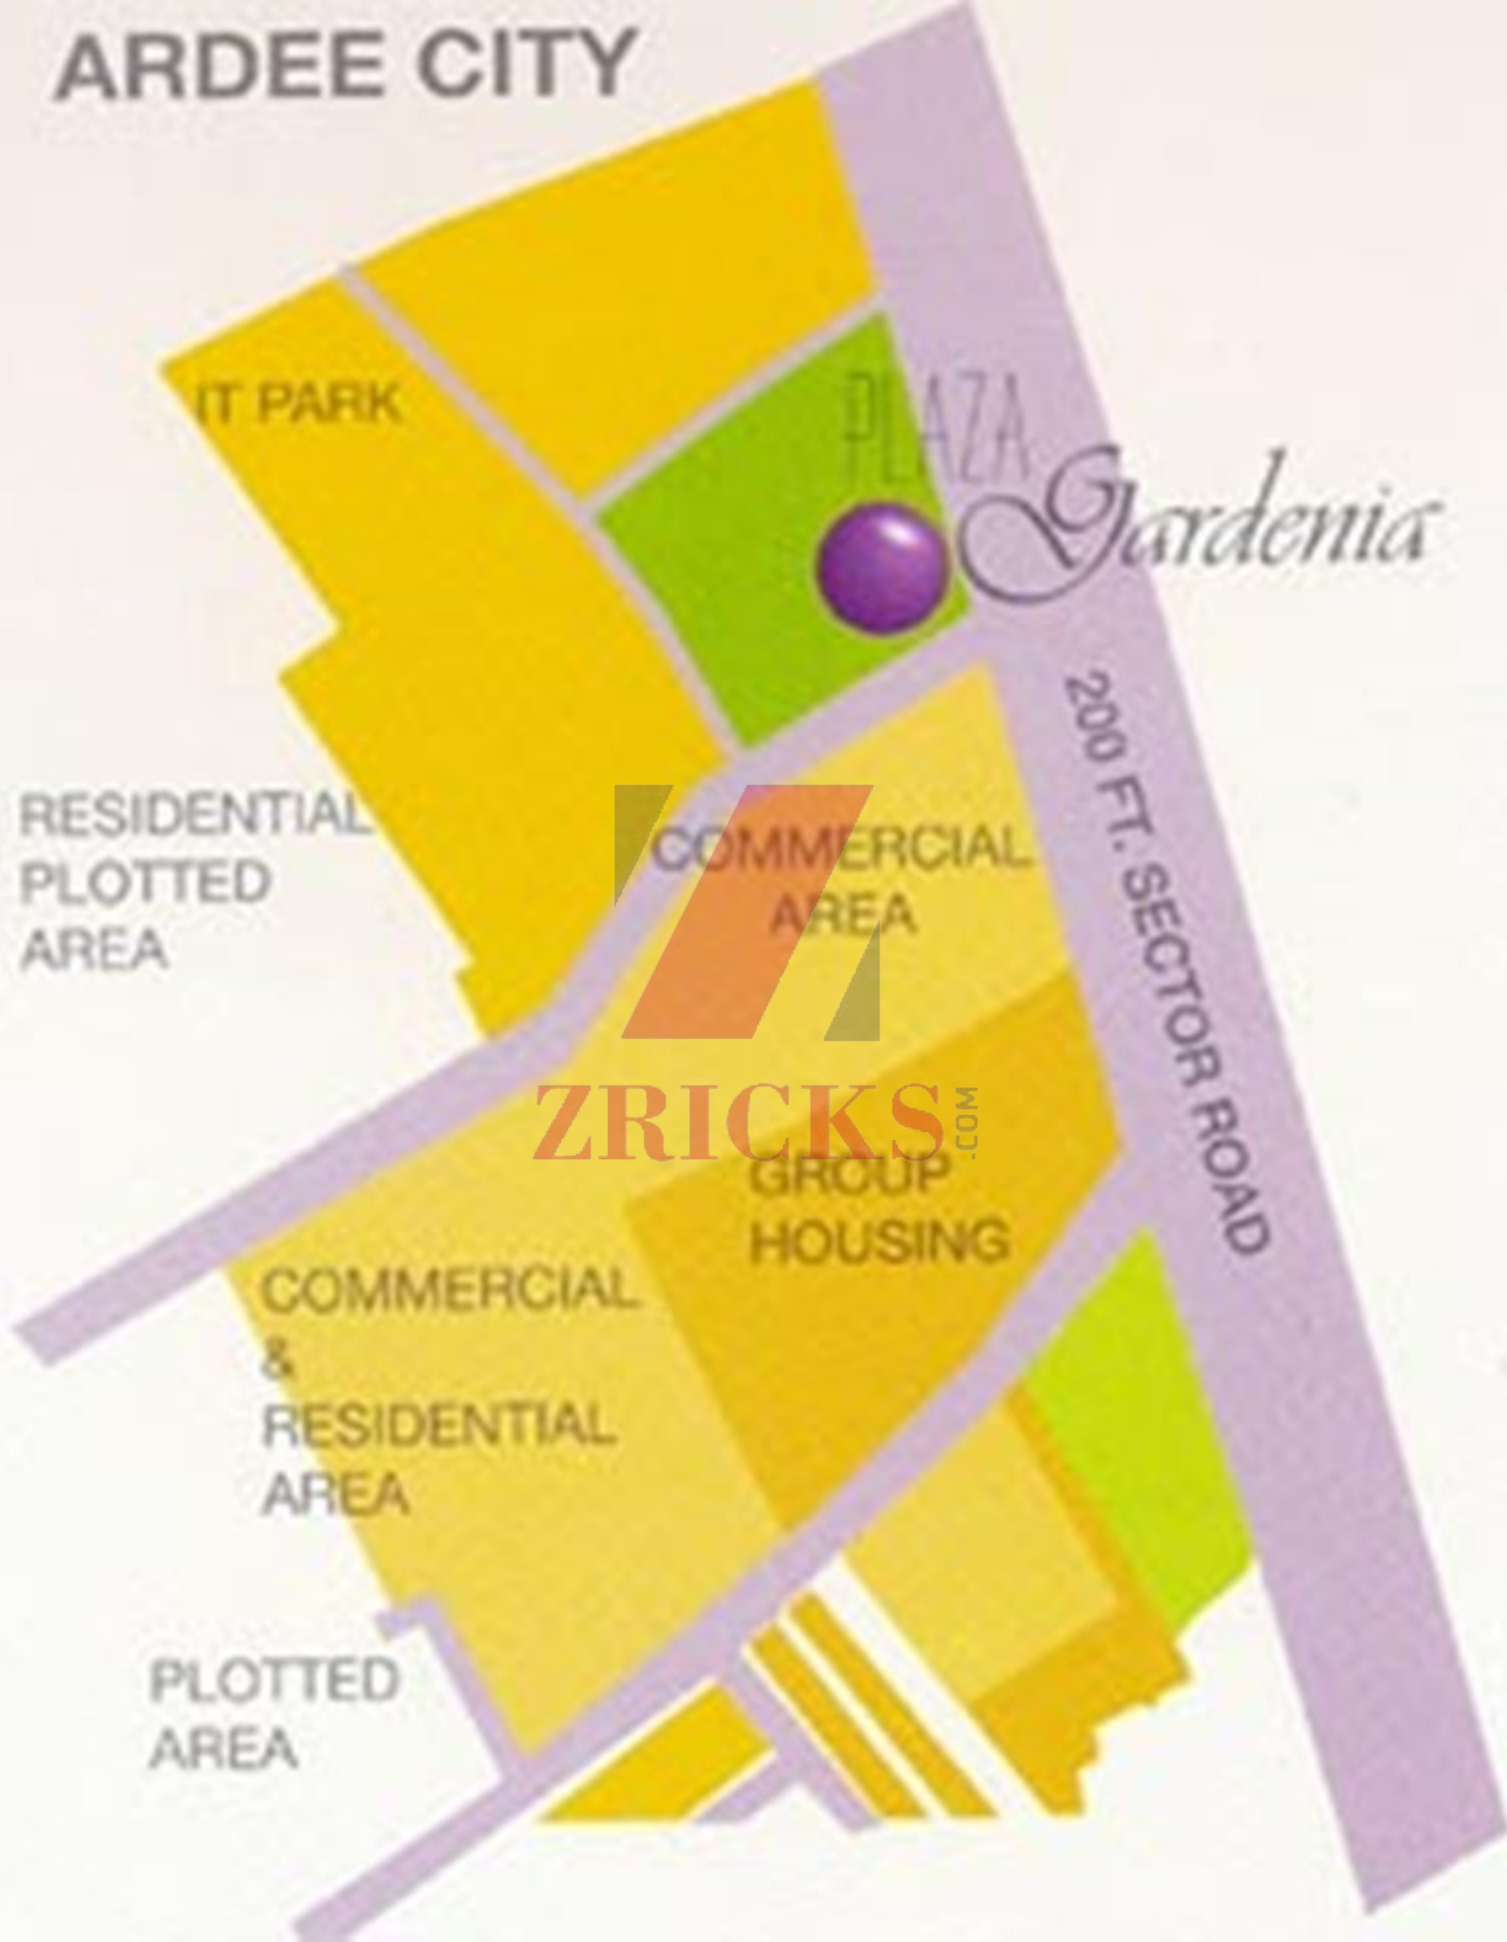 ARDEE CITY
IT PARK
PLAZA
Gardenia
200 FT. SECTOR ROAD
RESIDENTIAL
PLOTTED
AREA
COMMERCIAL
AREA
ZRICKS.COM
GROUP
HOUSING
COMMERCIAL
&
RESIDENTIAL
AREA
PLOTTED
AREA